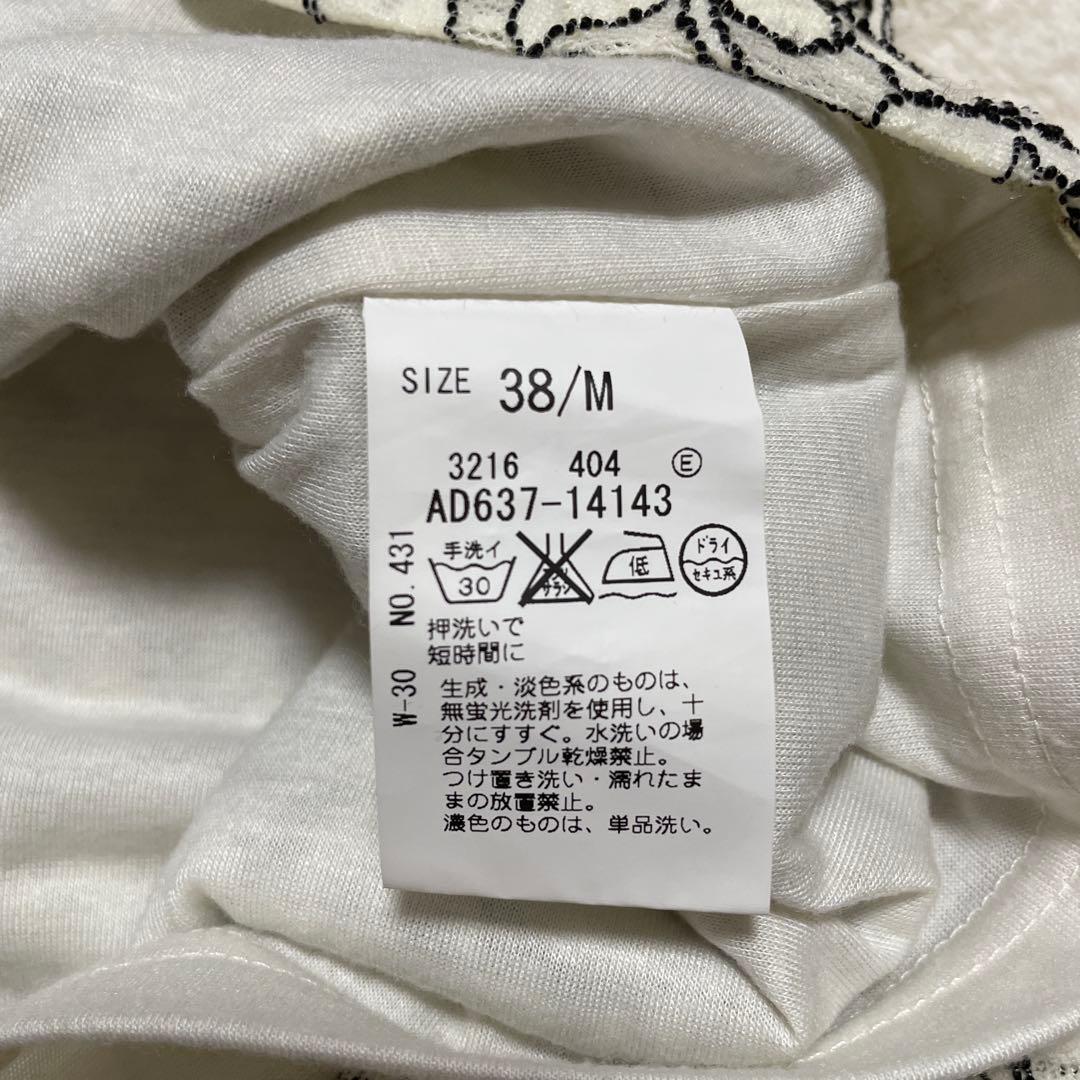 SIZE 38/M
3216 404 Ⓔ
AD637-14143
手洗イ
30
エンソ
サラシ
低
ドライ
セキユ系
押洗いで
短時間に
W-30 NO.431
生成・淡色系のものは、
無蛍光洗剤を使用し、十
分にすすぐ。水洗いの場
合タンブル乾燥禁止。
つけ置き洗い・濡れたま
まの放置禁止。
濃色のものは、単品洗い。